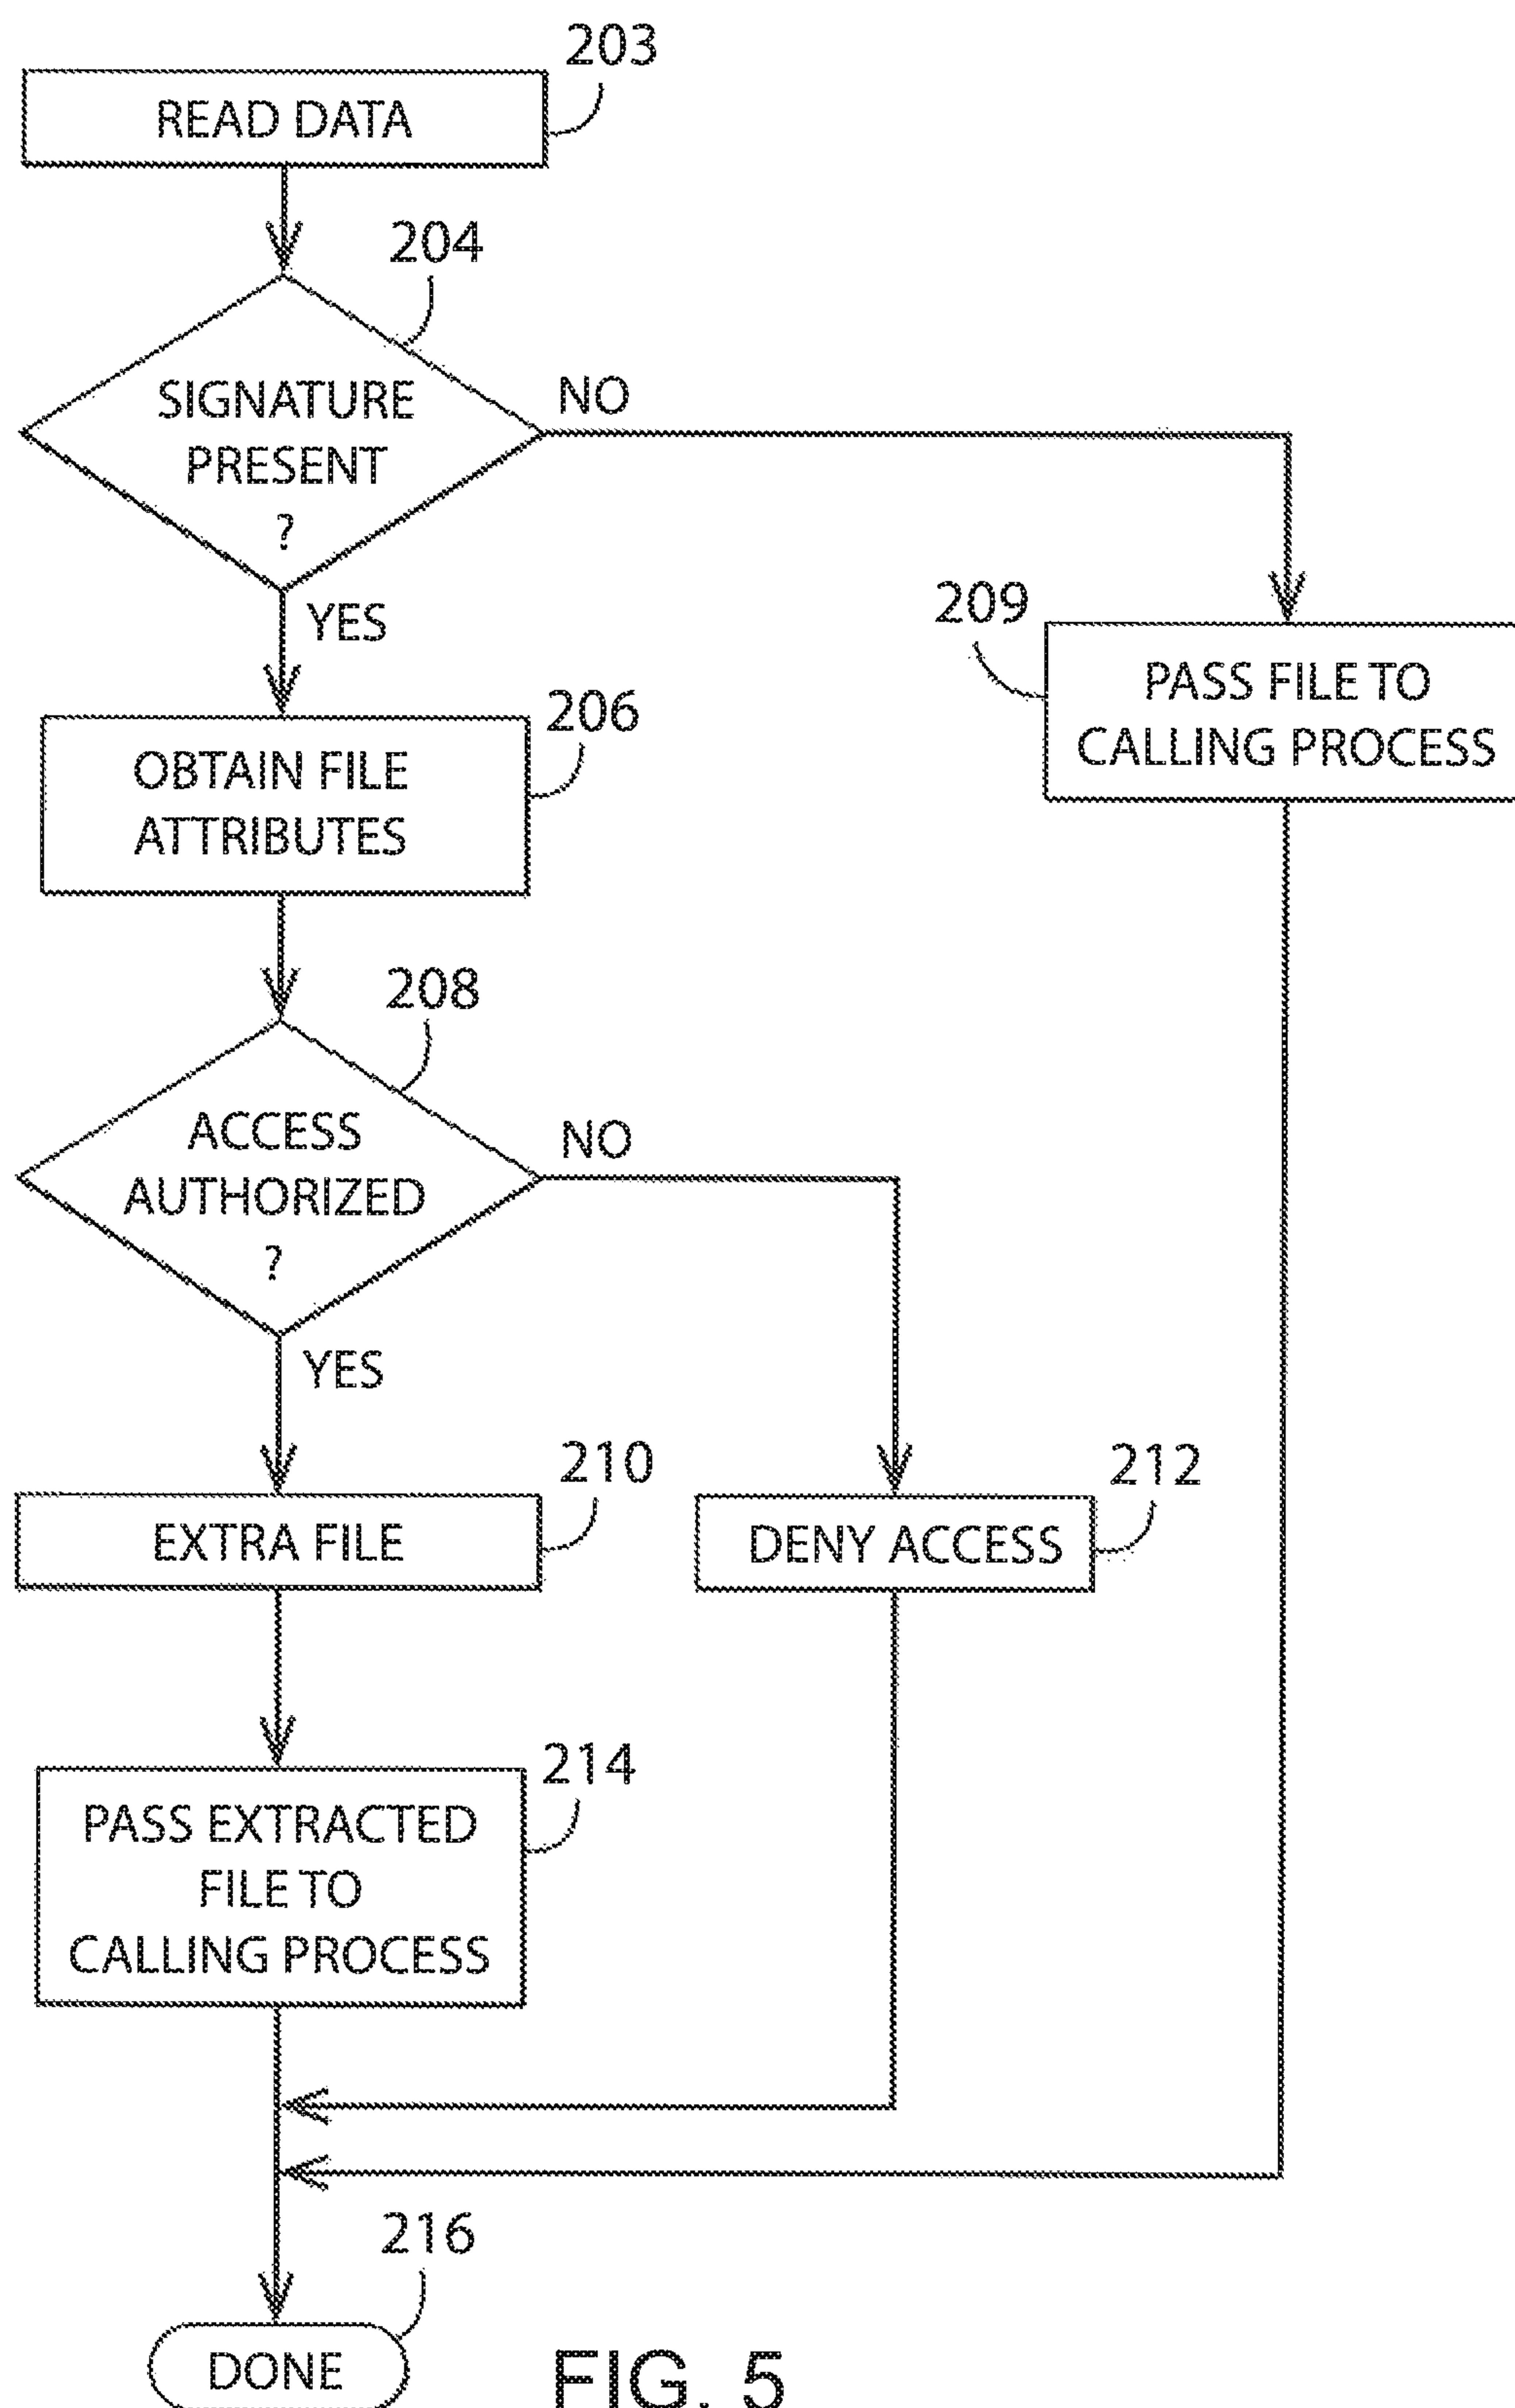 203
READ DATA
204
SIGNATURE
PRESENT
?
NO
YES
209
PASS FILE TO
CALLING PROCESS
206
OBTAIN FILE
ATTRIBUTES
208
ACCESS
AUTHORIZED
?
NO
YES
210
EXTRA FILE
212
DENY ACCESS
214
PASS EXTRACTED
FILE TO
CALLING PROCESS
216
DONE
FIG. 5